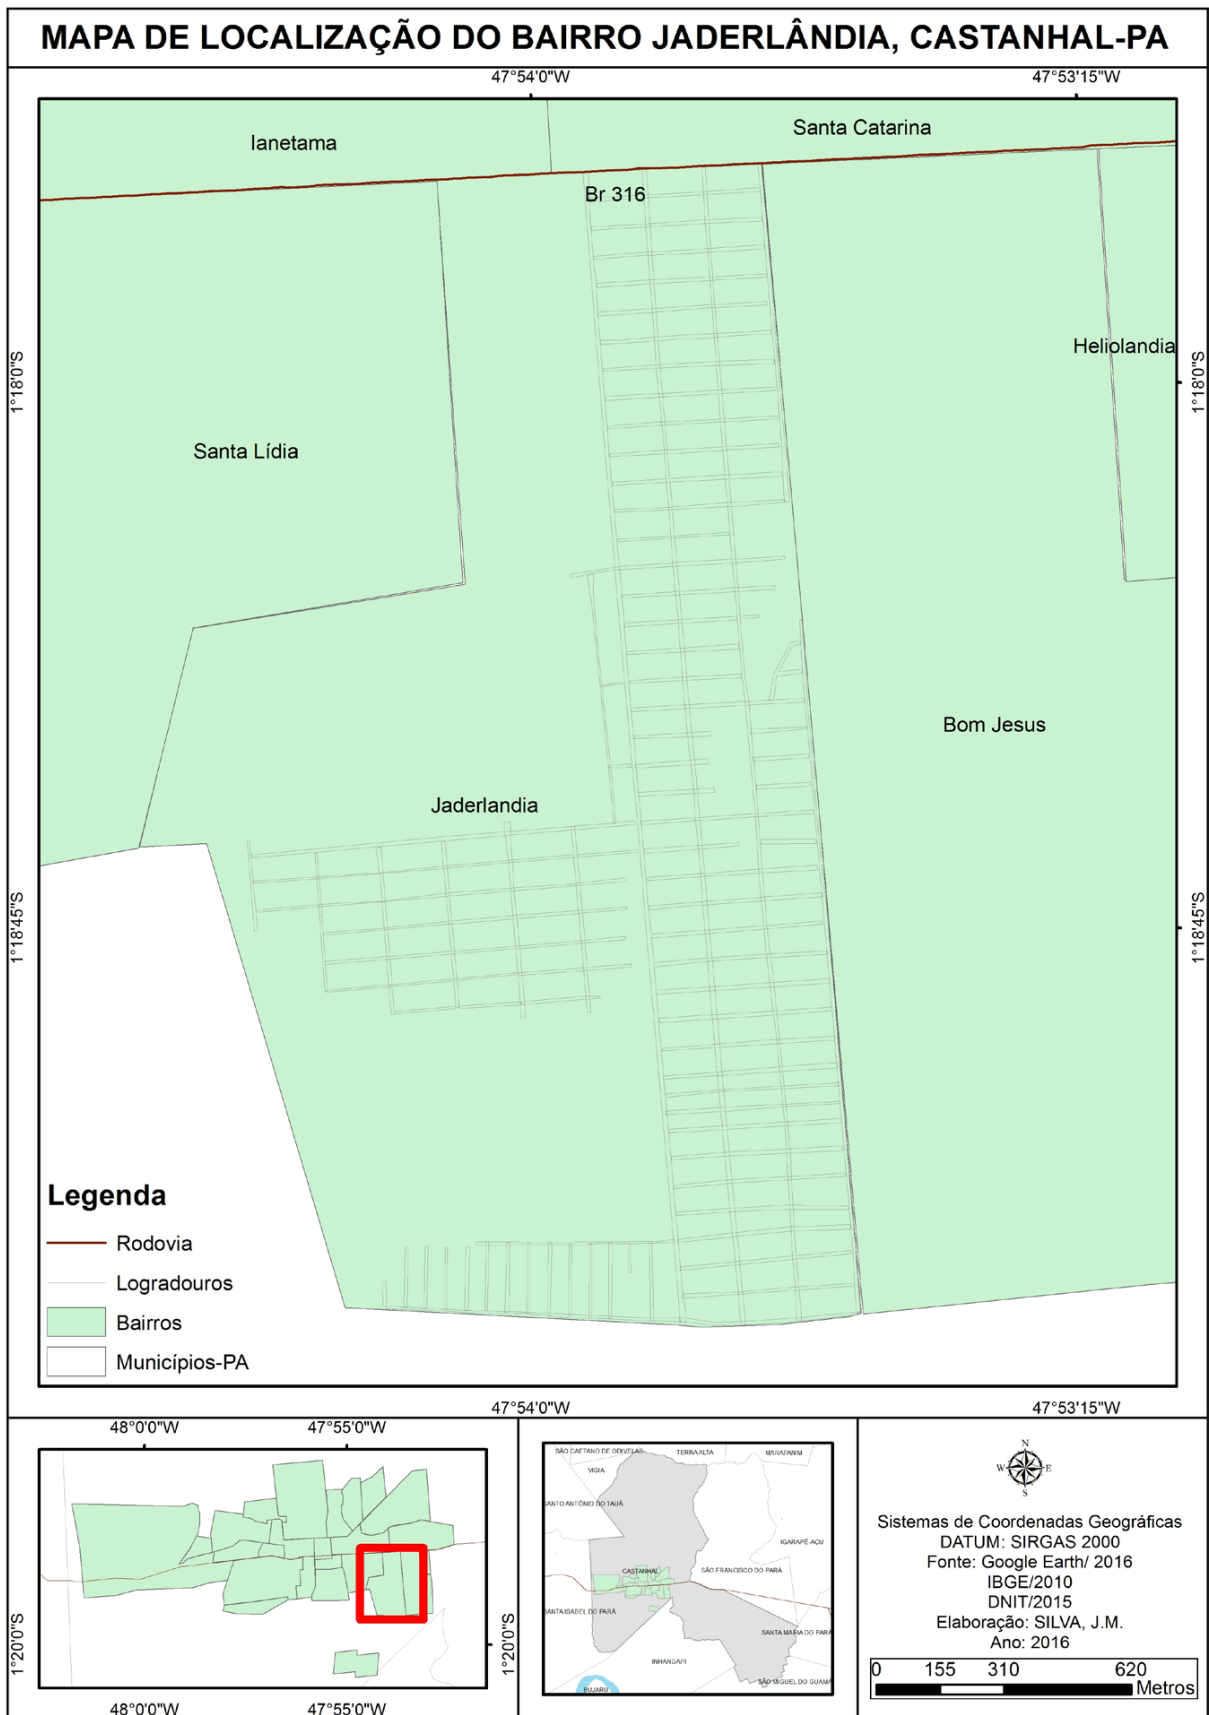 MAPA DE LOCALIZAÇÃO DO BAIRRO JADERLÂNDIA, CASTANHAL-PA
47°54'0"W
47°53'15"W
Ianetama
Santa Catarina
Br 316
Heliolandia
1°18'0"S
1°18'0"S
Santa Lídia
Bom Jesus
Jaderlandia
1°18'45"S
1°18'45"S
Legenda
Rodovia
Logradouros
Bairros
Municípios-PA
47°54'0"W
47°53'15"W
48°0'0"W
47°55'0"W
1°20'0"S
1°20'0"S
48°0'0"W
47°55'0"W
SÃO CAETANO DE ODIVELAS
TERRA ALTA
MARAPANIM
VIGIA
SANTO ANTÔNIO DO TAUÁ
IGARAPÉ-AÇU
CASTANHAL
SÃO FRANCISCO DO PARÁ
SANTA ISABEL DO PARÁ
SANTA MARIA DO PARÁ
INHANGAPI
SÃO MIGUEL DO GUAMÁ
BUJARU
N
W
E
S
Sistemas de Coordenadas Geográficas
DATUM: SIRGAS 2000
Fonte: Google Earth/ 2016
IBGE/2010
DNIT/2015
Elaboração: SILVA, J.M.
Ano: 2016
0 155 310 620
Metros